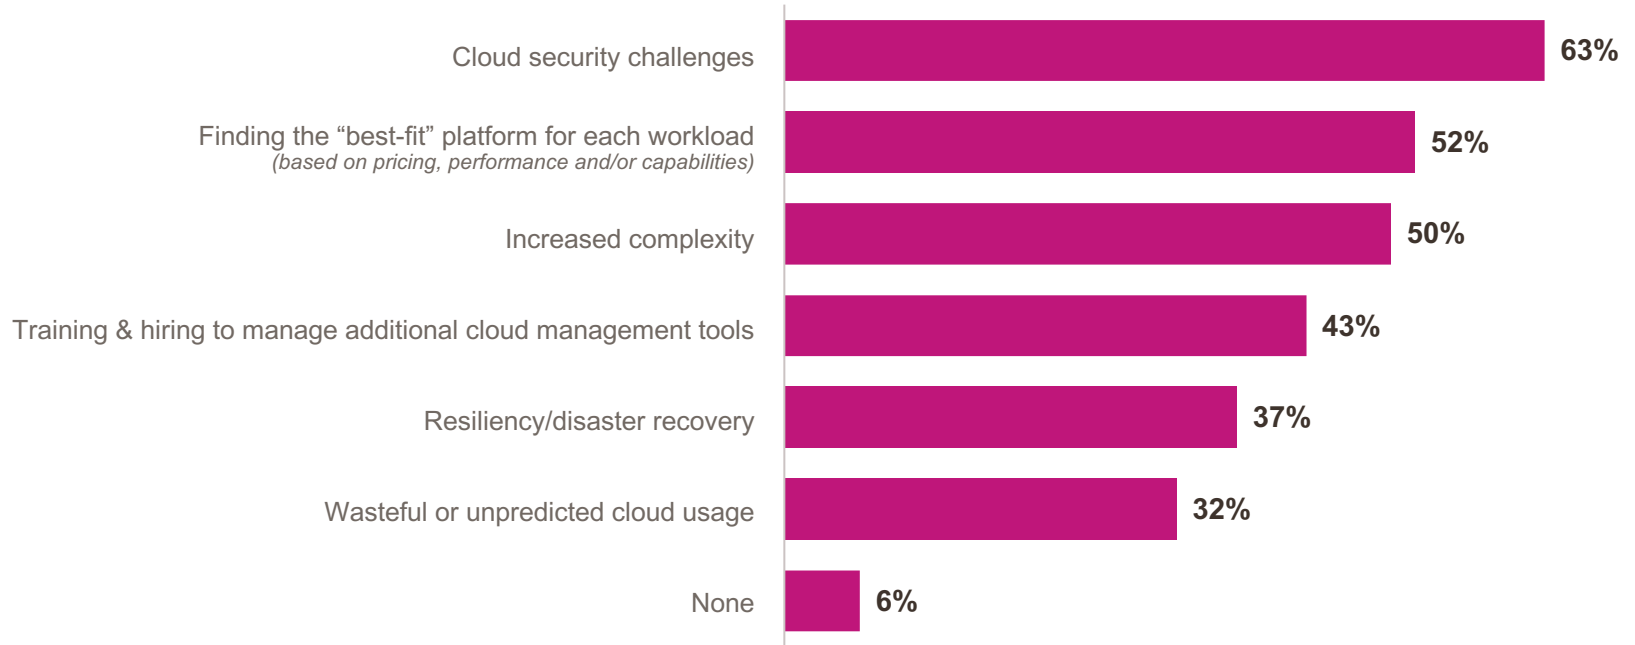 Cloud security challenges
63%
Finding the “best-fit” platform for each workload
(based on pricing, performance and/or capabilities)
52%
Increased complexity
50%
Training & hiring to manage additional cloud management tools
43%
Resiliency/disaster recovery
37%
Wasteful or unpredicted cloud usage
32%
None
6%